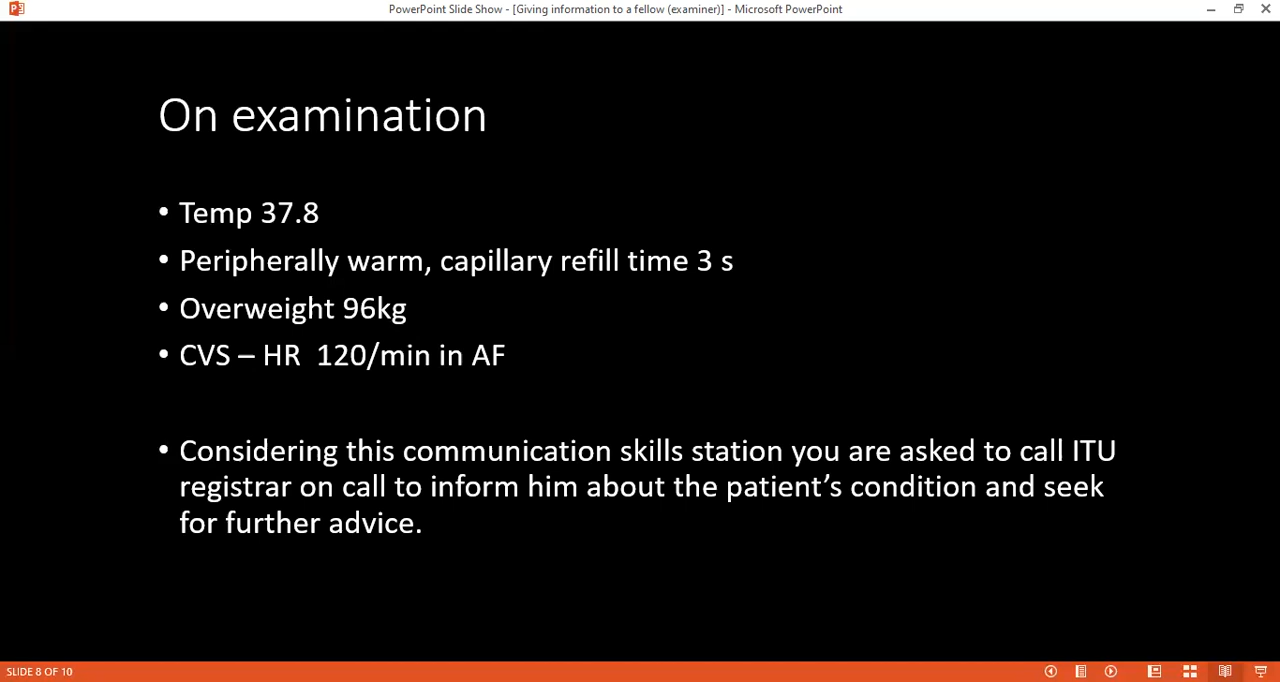 PowerPoint Slide Show - [Giving information to a fellow (examiner)] - Microsoft PowerPoint
On examination
• Temp 37.8
• Peripherally warm, capillary refill time 3 s
• Overweight 96kg
• CVS – HR  120/min in AF
• Considering this communication skills station you are asked to call ITU
registrar on call to inform him about the patient’s condition and seek
for further advice.
SLIDE 8 OF 10